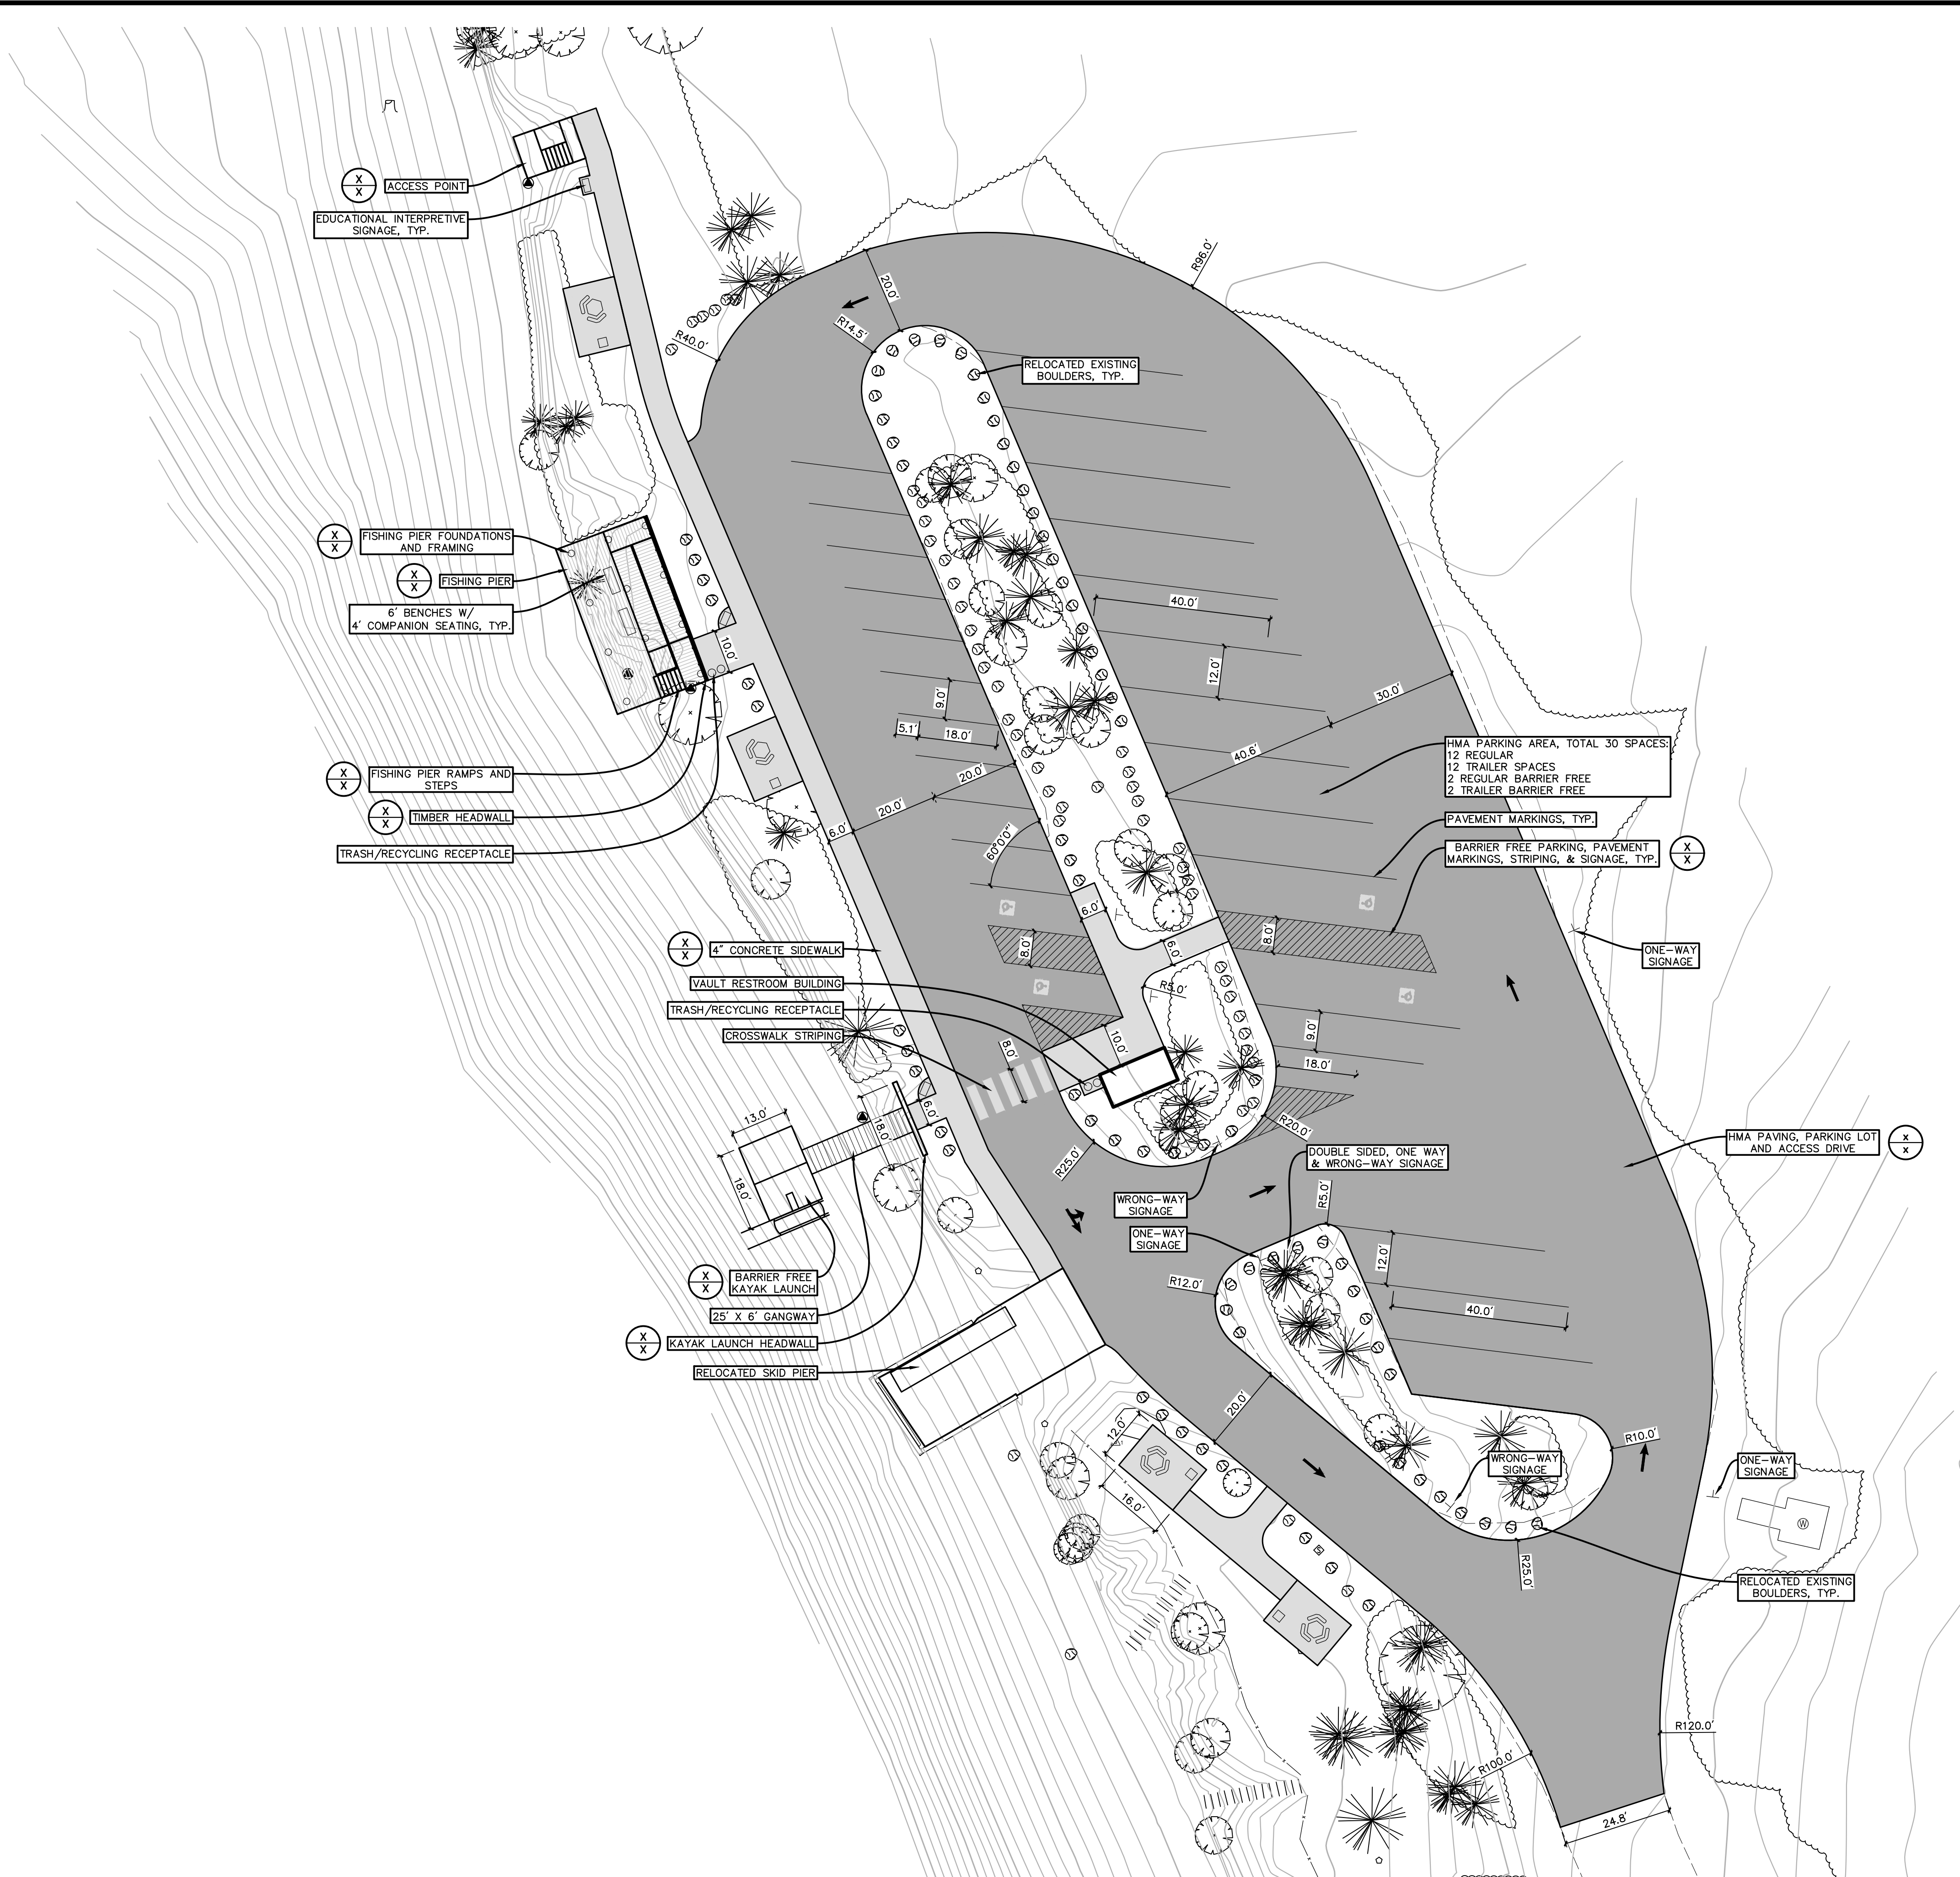 X
X
ACCESS POINT
EDUCATIONAL INTERPRETIVE
SIGNAGE, TYP.
R96.0'
20.0'
R14.5'
R40.0'
RELOCATED EXISTING
BOULDERS, TYP.
X
X
FISHING PIER FOUNDATIONS
AND FRAMING
X
X
FISHING PIER
6' BENCHES W/
4' COMPANION SEATING, TYP.
10.0'
40.0'
12.0'
30.0'
9.0'
5.1'
18.0'
40.6'
20.0'
20.0'
6.0'
60°0'0"
X
X
FISHING PIER RAMPS AND
STEPS
X
X
TIMBER HEADWALL
TRASH/RECYCLING RECEPTACLE
HMA PARKING AREA, TOTAL 30 SPACES:
12 REGULAR
12 TRAILER SPACES
2 REGULAR BARRIER FREE
2 TRAILER BARRIER FREE
PAVEMENT MARKINGS, TYP.
BARRIER FREE PARKING, PAVEMENT
MARKINGS, STRIPING, & SIGNAGE, TYP.
X
X
6.0'
8.0'
6.0'
8.0'
R5.0'
ONE-WAY
SIGNAGE
X
X
4" CONCRETE SIDEWALK
VAULT RESTROOM BUILDING
TRASH/RECYCLING RECEPTACLE
CROSSWALK STRIPING
8.0'
10.0'
9.0'
18.0'
R20.0'
R25.0'
6.0'
18.0'
13.0'
18.0'
DOUBLE SIDED, ONE WAY
& WRONG-WAY SIGNAGE
HMA PAVING, PARKING LOT
AND ACCESS DRIVE
X
X
WRONG-WAY
SIGNAGE
ONE-WAY
SIGNAGE
R5.0'
R12.0'
12.0'
40.0'
X
X
BARRIER FREE
KAYAK LAUNCH
25' X 6' GANGWAY
X
X
KAYAK LAUNCH HEADWALL
RELOCATED SKID PIER
20.0'
12.0'
16.0'
R10.0'
WRONG-WAY
SIGNAGE
ONE-WAY
SIGNAGE
W
R25.0'
RELOCATED EXISTING
BOULDERS, TYP.
R120.0'
R100.0'
24.8'